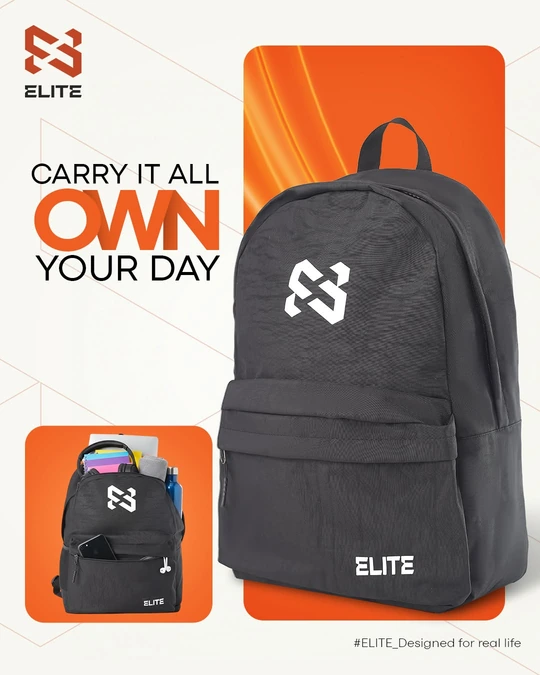 ELITE
CARRY IT ALL
OWN
YOUR DAY
ELITE
ELITE
#ELITE_Designed for real life